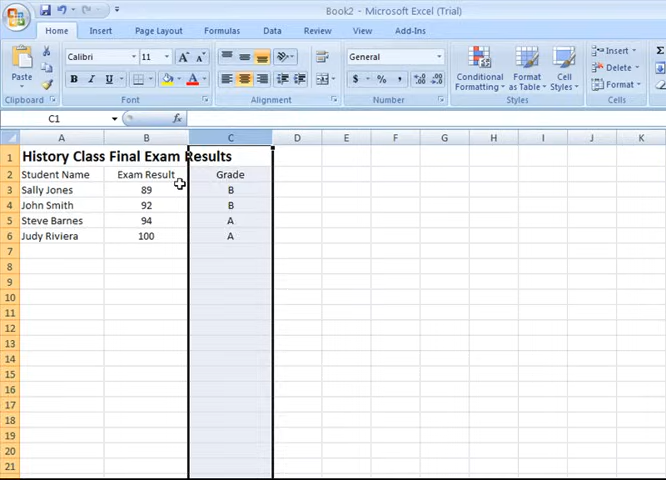 Book2 - Microsoft Excel (Trial)
Home Insert Page Layout Formulas Data Review View Add-Ins
Calibri 11 A A General Insert Σ
Paste B I U A $ % , .0 .00 .00 .0 Conditional Formatting Format as Table Cell Styles Delete
Format
Clipboard Font Alignment Number Styles Cells
C1 fx
A B C D E F G H I J K
1 History Class Final Exam Results
2 Student Name Exam Result Grade
3 Sally Jones 89 B
4 John Smith 92 B
5 Steve Barnes 94 A
6 Judy Riviera 100 A
7
8
9
10
11
12
13
14
15
16
17
18
19
20
21